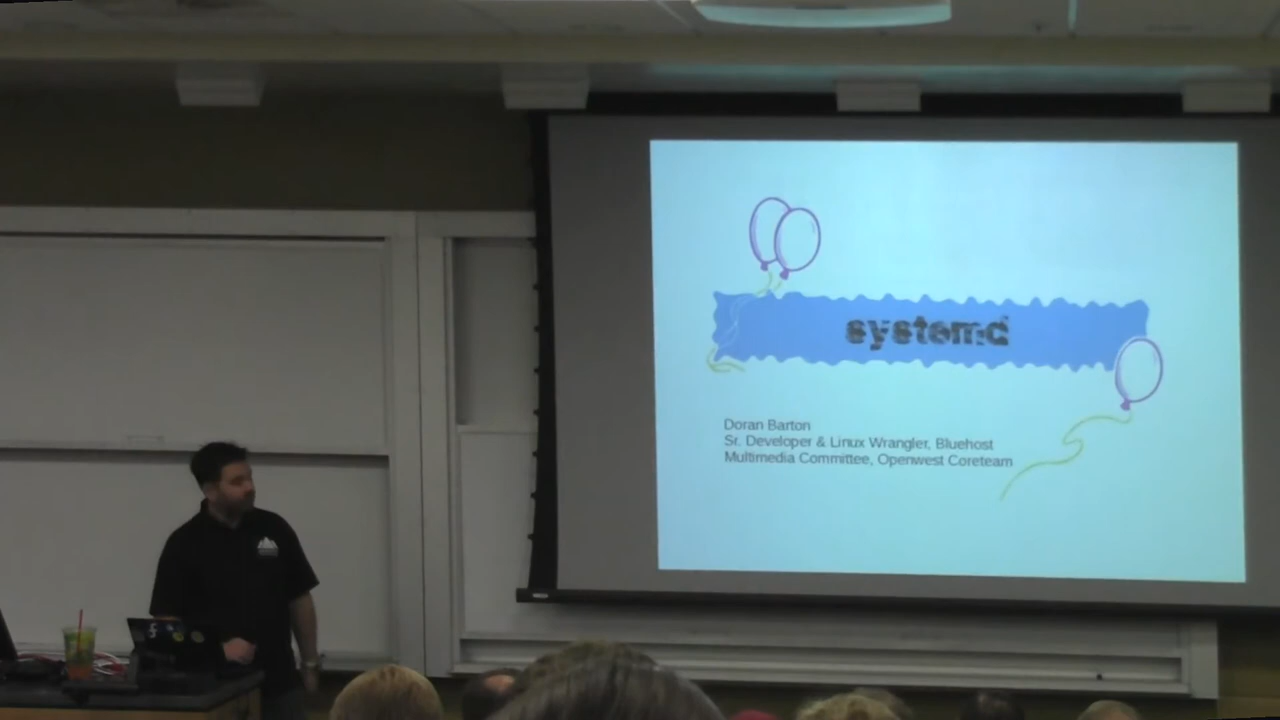 systemd
Doran Barton
Sr. Developer & Linux Wrangler, Bluehost
Multimedia Committee, Openwest Coreteam